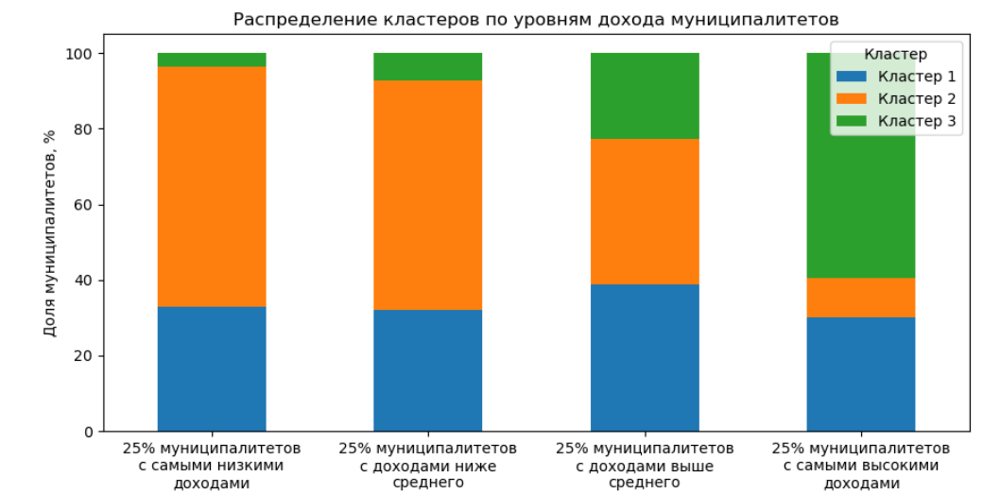 Распределение кластеров по уровням дохода муниципалитетов
Доля муниципалитетов, %
100
80
60
40
20
0
Кластер
Кластер 1
Кластер 2
Кластер 3
25% муниципалитетов
с самыми низкими
доходами
25% муниципалитетов
с доходами ниже
среднего
25% муниципалитетов
с доходами выше
среднего
25% муниципалитетов
с самыми высокими
доходами